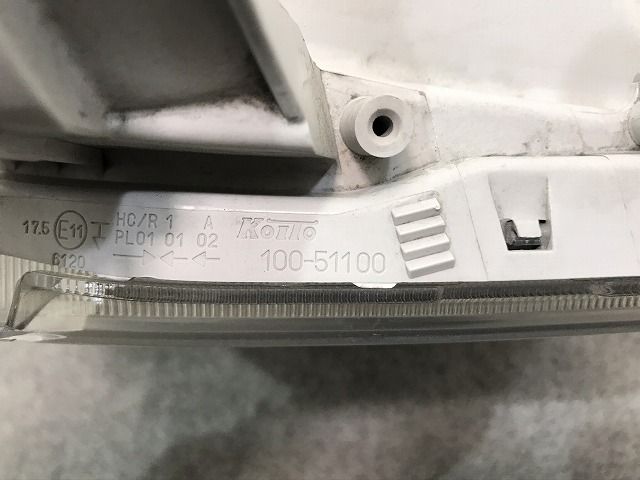 HC/R 1 A
17.5 E11
PL01 01 02
6120
KOITO
100-51100